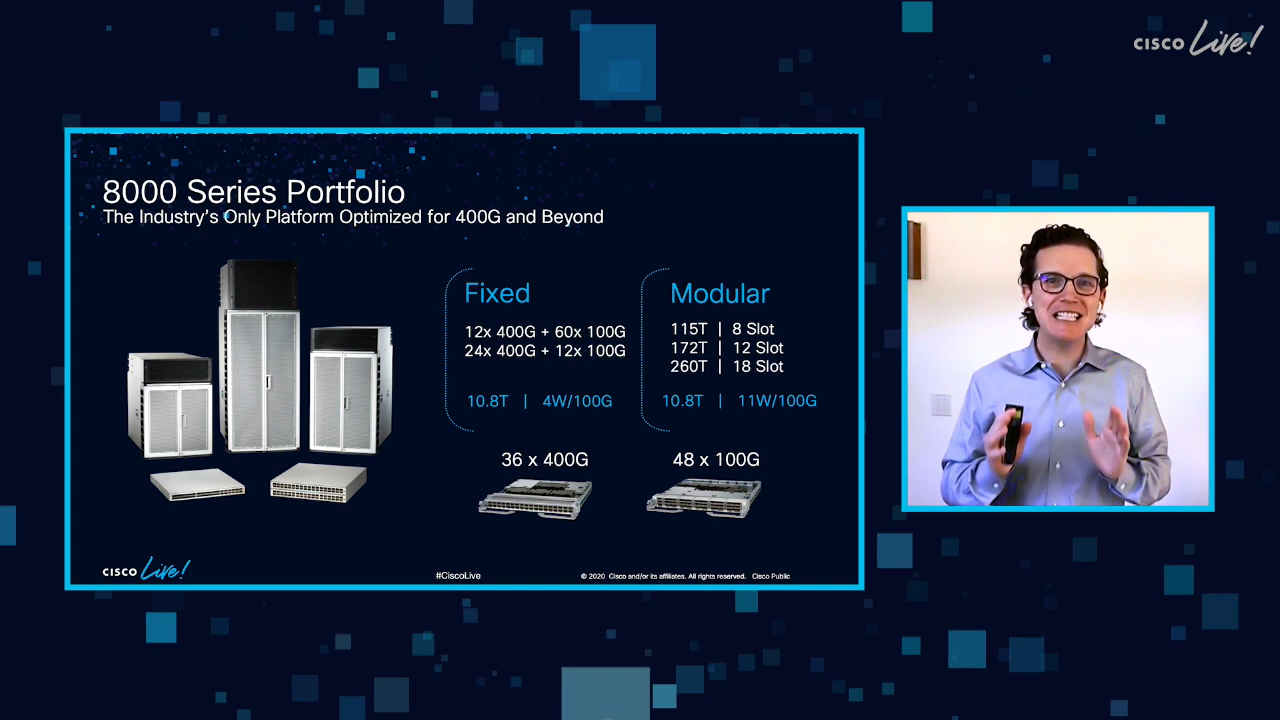 CISCO Live!
8000 Series Portfolio
The Industry's Only Platform Optimized for 400G and Beyond
Fixed
12x 400G + 60x 100G
24x 400G + 12x 100G
10.8T | 4W/100G
Modular
115T | 8 Slot
172T | 12 Slot
260T | 18 Slot
10.8T | 11W/100G
36 x 400G
48 x 100G
CISCO Live!
#CiscoLive
© 2020 Cisco and/or its affiliates. All rights reserved. Cisco Public